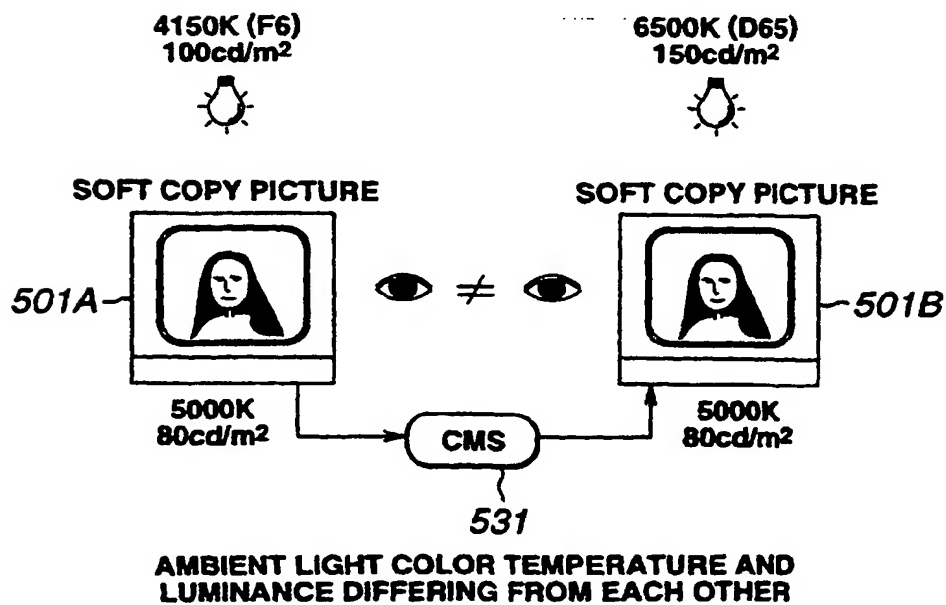 4150K (F6)
100cd/m2
6500K (D65)
150cd/m2
SOFT COPY PICTURE
SOFT COPY PICTURE
501A
≠
501B
5000K
80cd/m2
5000K
80cd/m2
CMS
531
AMBIENT LIGHT COLOR TEMPERATURE AND
LUMINANCE DIFFERING FROM EACH OTHER